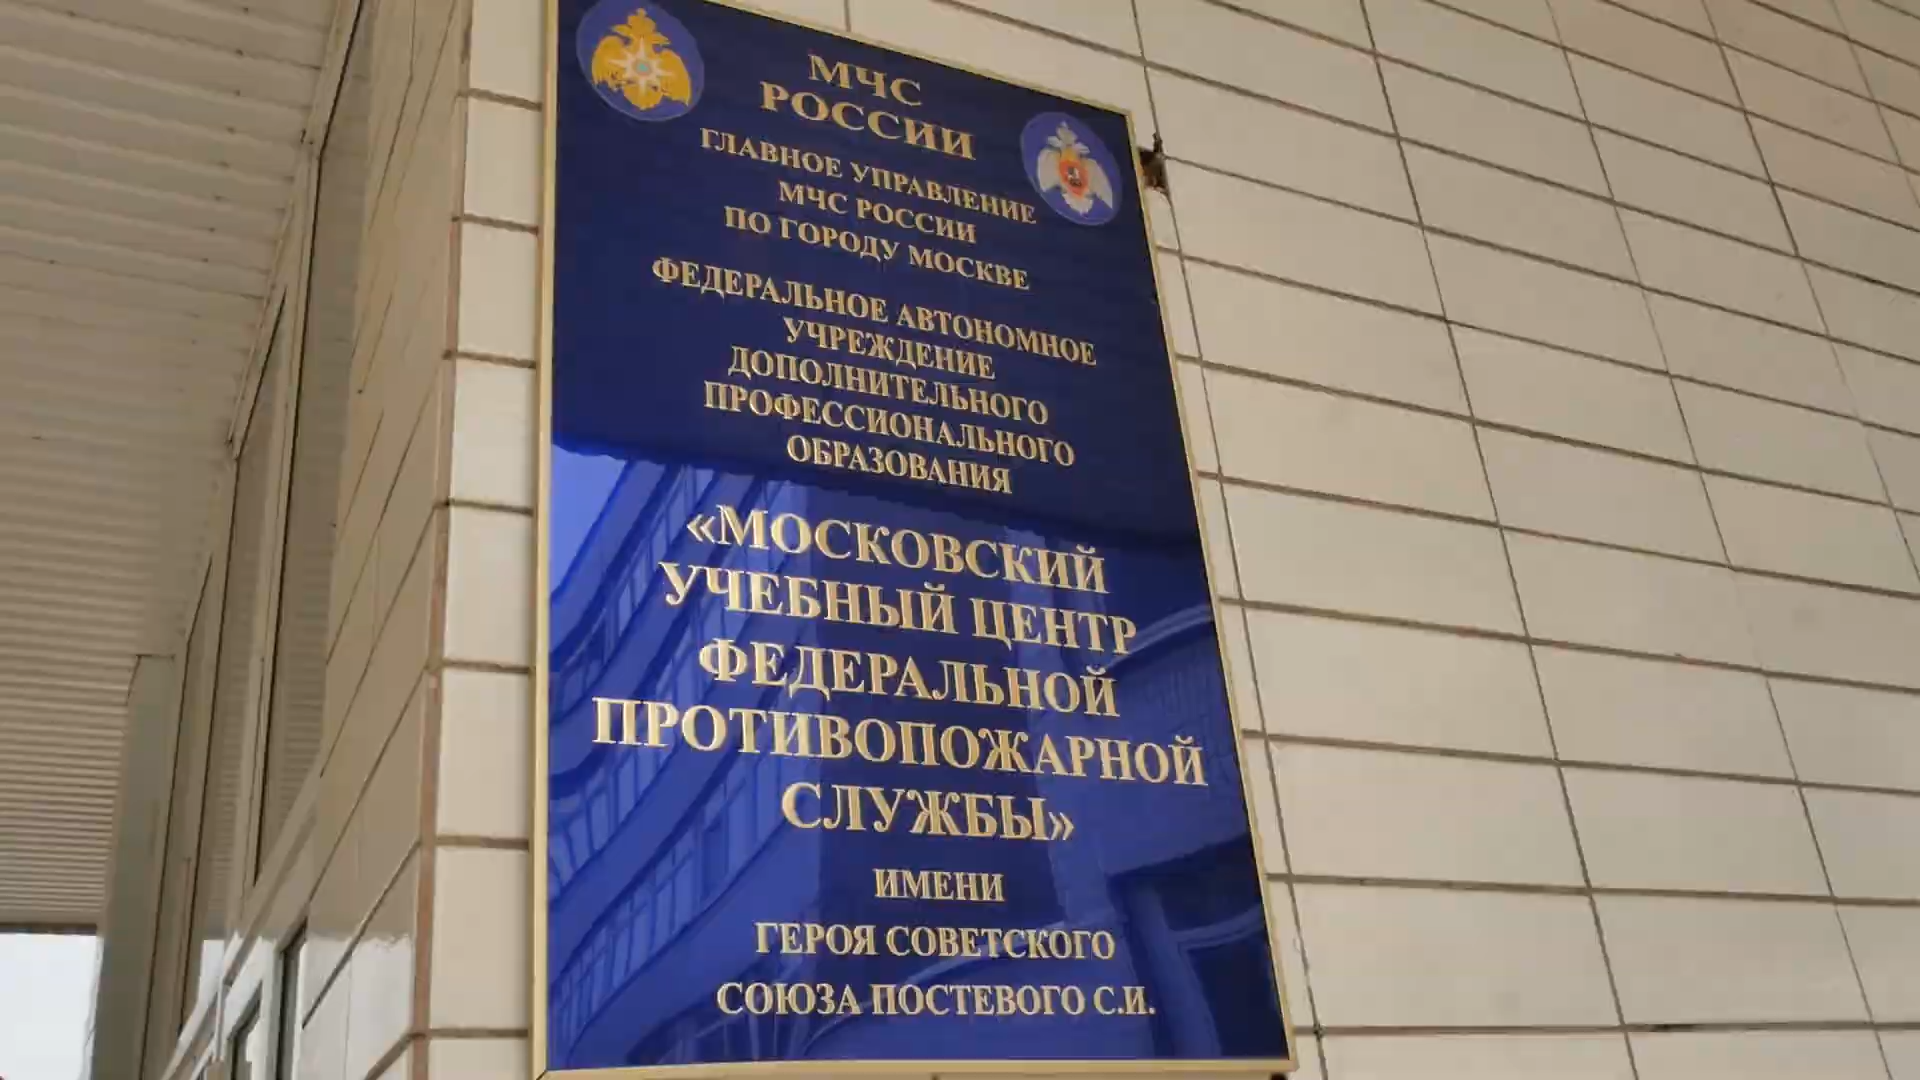 МЧС
РОССИИ
ГЛАВНОЕ УПРАВЛЕНИЕ
МЧС РОССИИ
ПО ГОРОДУ МОСКВЕ
ФЕДЕРАЛЬНОЕ АВТОНОМНОЕ
УЧРЕЖДЕНИЕ
ДОПОЛНИТЕЛЬНОГО
ПРОФЕССИОНАЛЬНОГО
ОБРАЗОВАНИЯ
«МОСКОВСКИЙ
УЧЕБНЫЙ ЦЕНТР
ФЕДЕРАЛЬНОЙ
ПРОТИВОПОЖАРНОЙ
СЛУЖБЫ»
ИМЕНИ
ГЕРОЯ СОВЕТСКОГО
СОЮЗА ПОСТЕВОГО С.И.